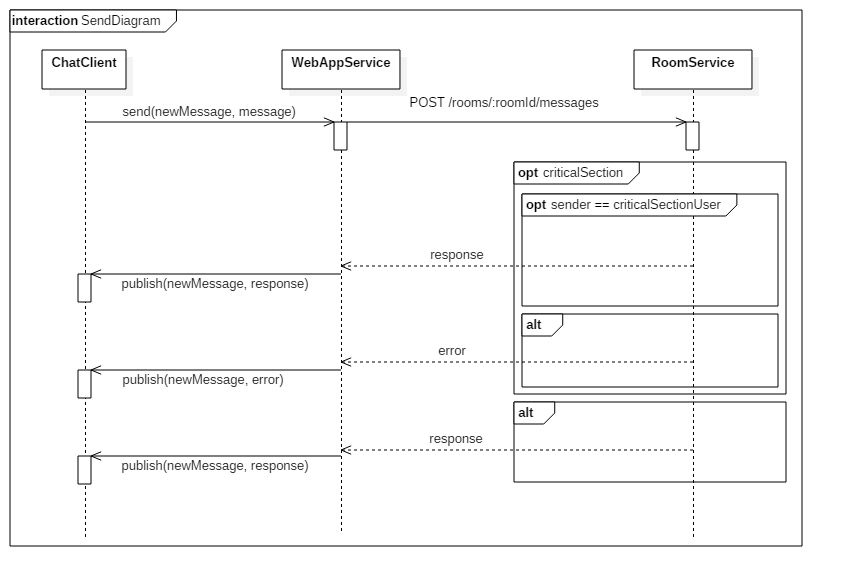 interaction SendDiagram
ChatClient
WebAppService
RoomService
send(newMessage, message)
POST /rooms/:roomId/messages
opt criticalSection
opt sender == criticalSectionUser
response
publish(newMessage, response)
alt
error
publish(newMessage, error)
alt
response
publish(newMessage, response)